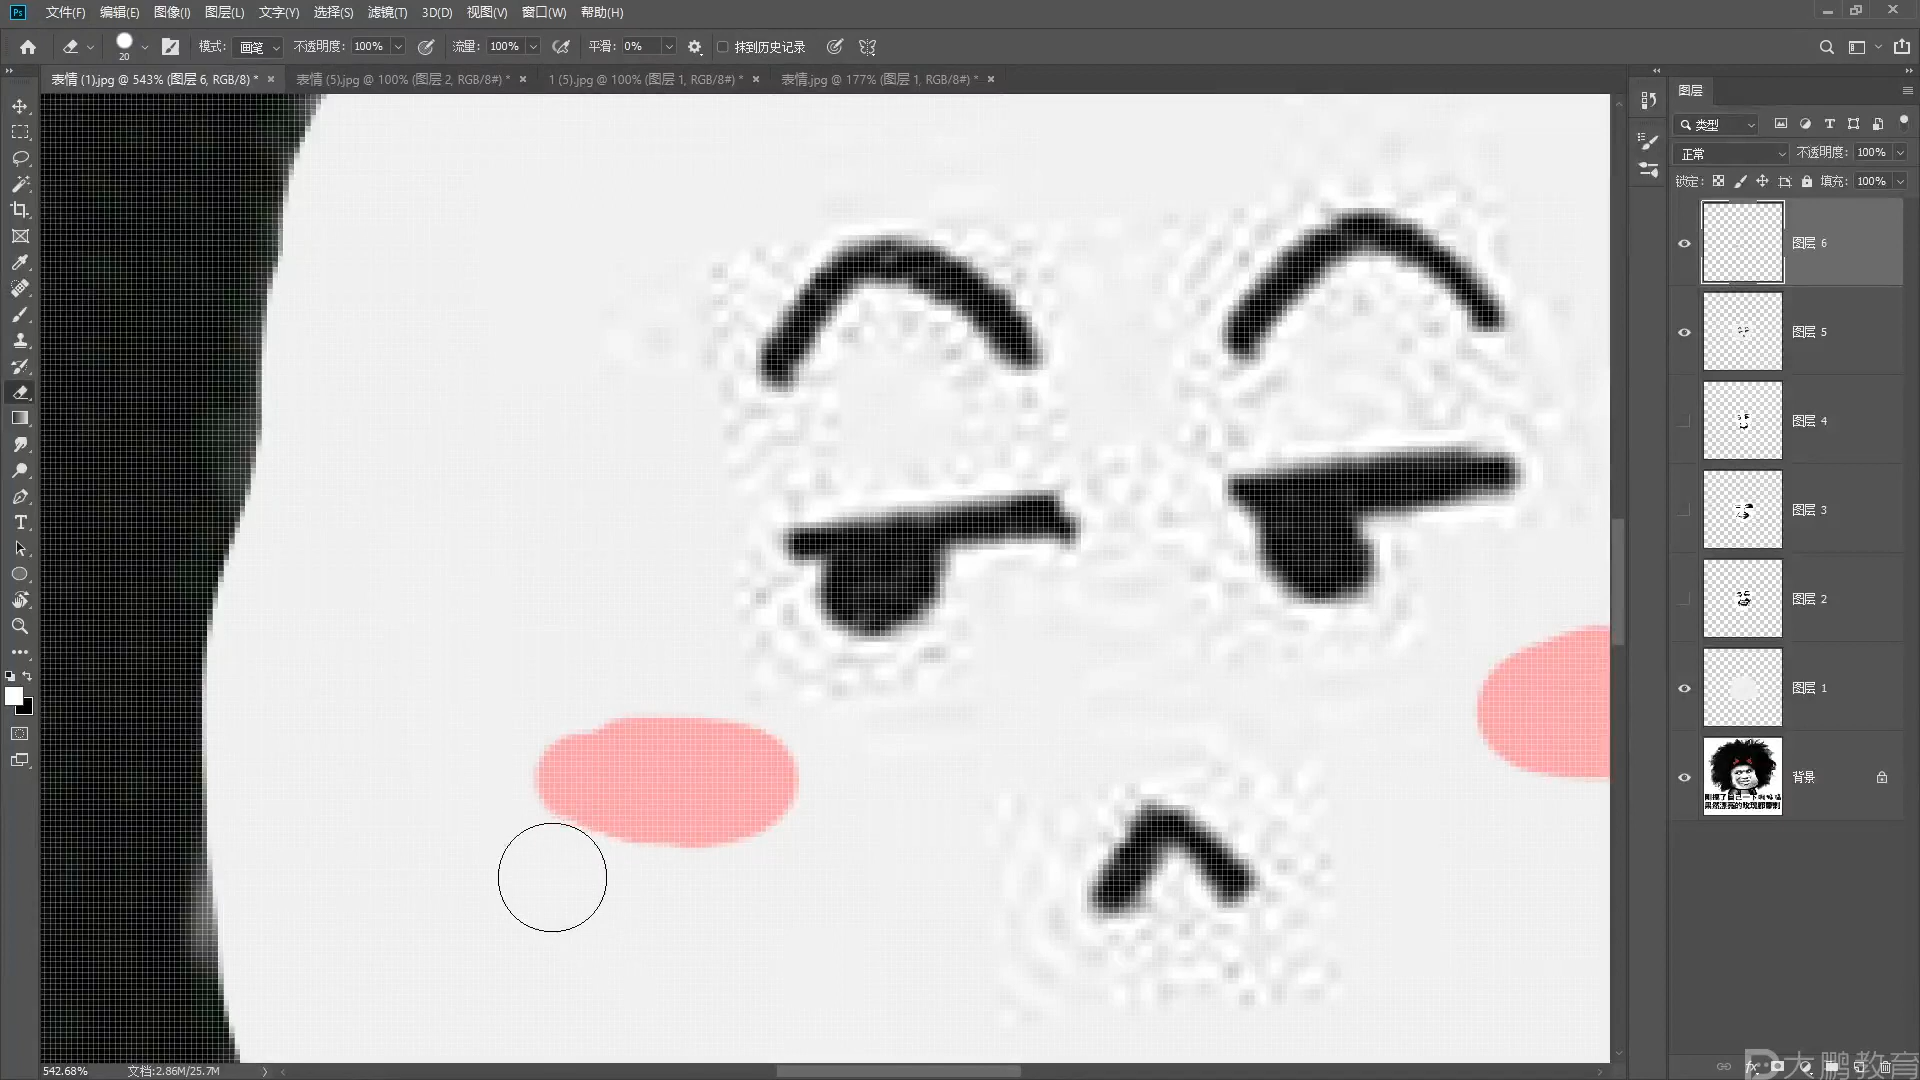 Ps 文件(F) 编辑(E) 图像(I) 图层(L) 文字(Y) 选择(S) 滤镜(T) 3D(D) 视图(V) 窗口(W) 帮助(H)
20 模式: 画笔 不透明度: 100% 流量: 100% 平滑: 0% 抹到历史记录
表情 (1).jpg @ 543% (图层 6, RGB/8) * × 表情 (5).jpg @ 100% (图层 2, RGB/8#) * × 1 (5).jpg @ 100% (图层 1, RGB/8#) * × 表情.jpg @ 177% (图层 1, RGB/8#) * ×
图层
类型
正常 不透明度: 100%
锁定: 填充: 100%
图层 6
图层 5
图层 4
图层 3
图层 2
图层 1
背景
542.68% 文档:2.86M/25.7M
大鹏教育